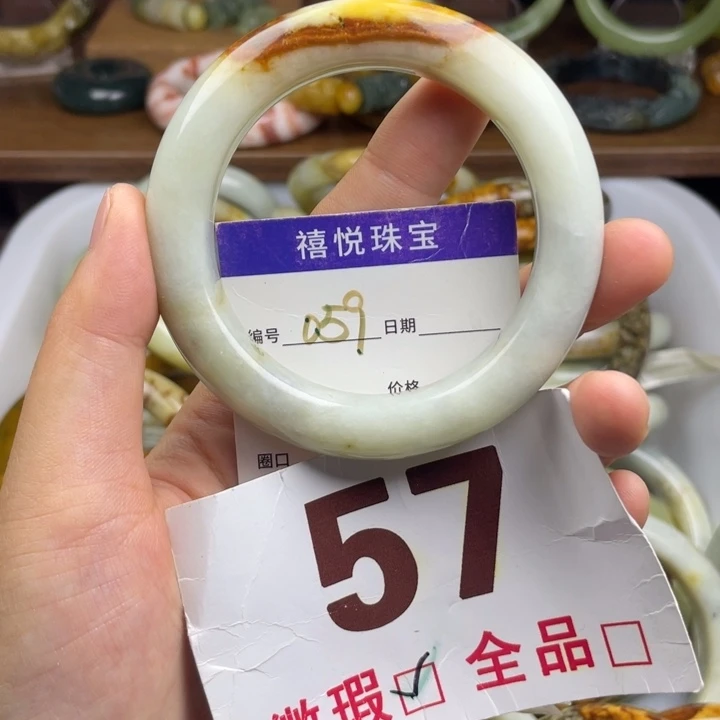 禧悦珠宝
编号 059 日期
价格
圈口
57
微瑕☑ 全品☐